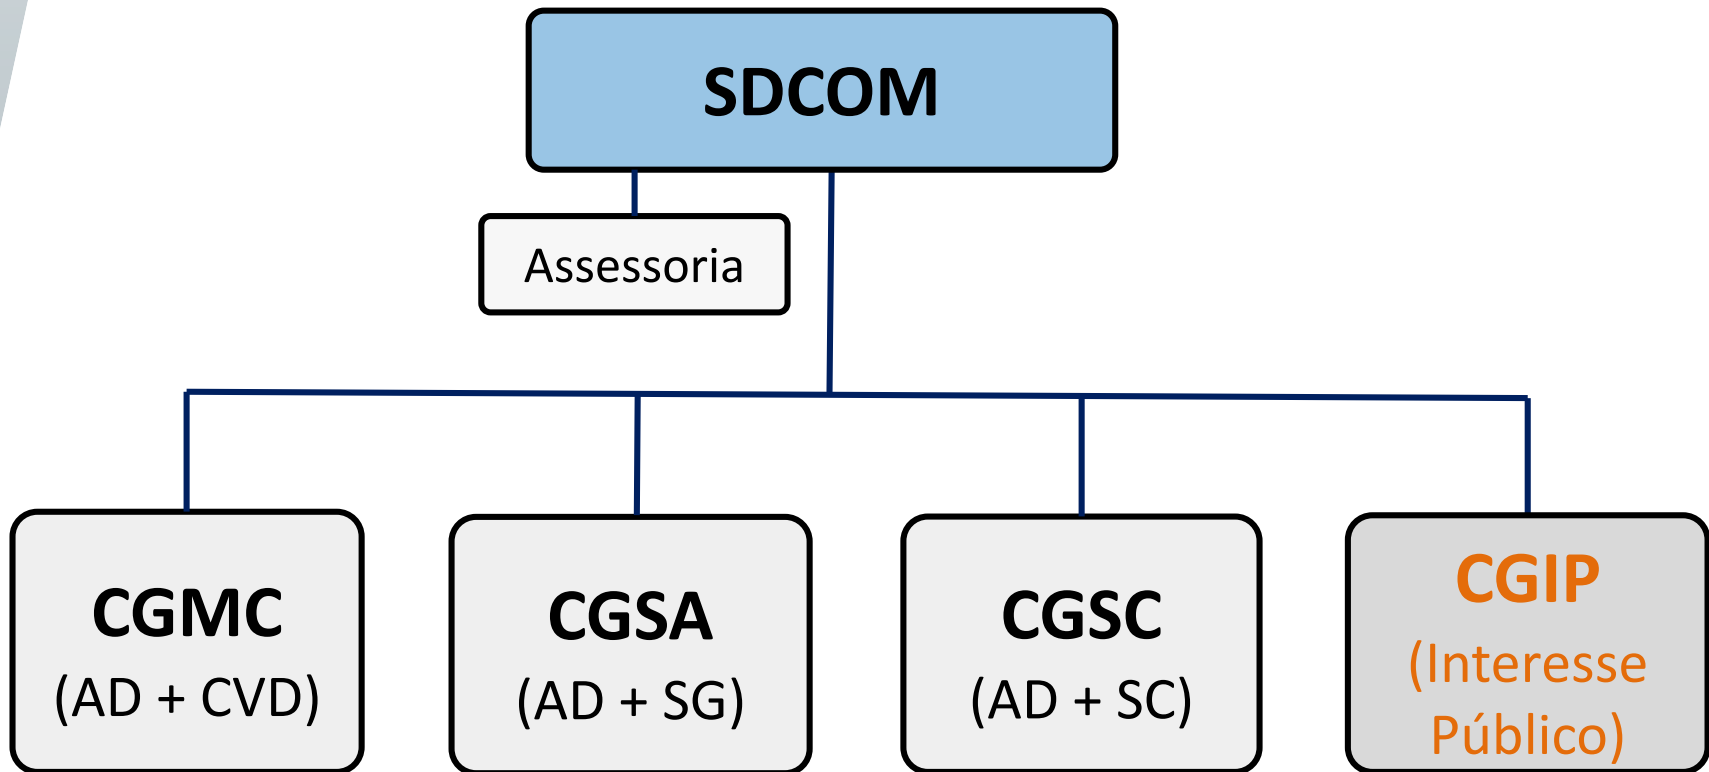 SDCOM
Assessoria
CGMC
(AD + CVD)
CGSA
(AD + SG)
CGSC
(AD + SC)
CGIP
(Interesse
Público)